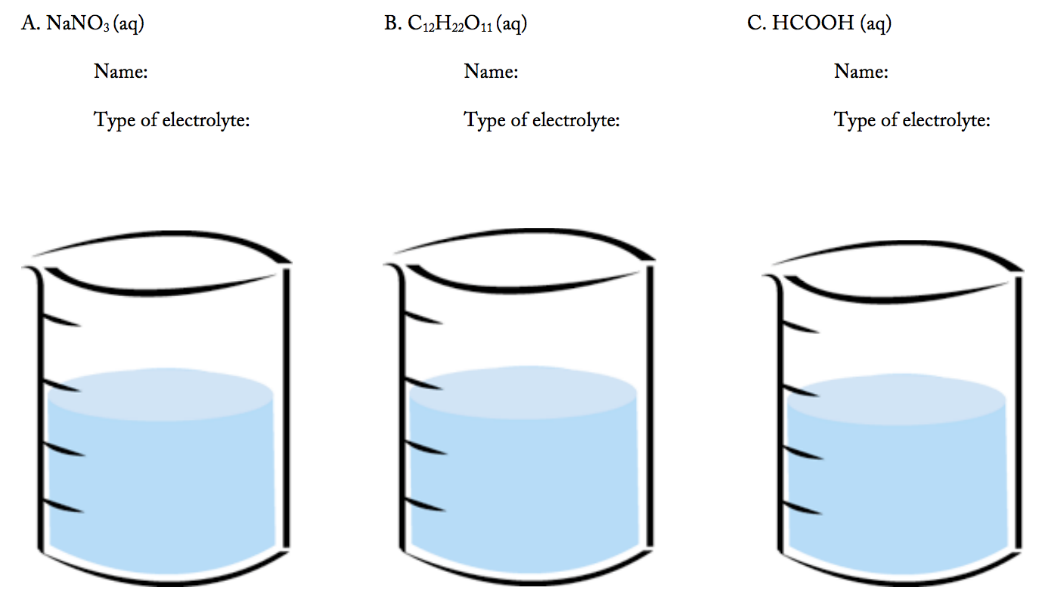 A. NaNO₃ (aq)
Name:
Type of electrolyte:
B. C₁₂H₂₂O₁₁ (aq)
Name:
Type of electrolyte:
C. HCOOH (aq)
Name:
Type of electrolyte: